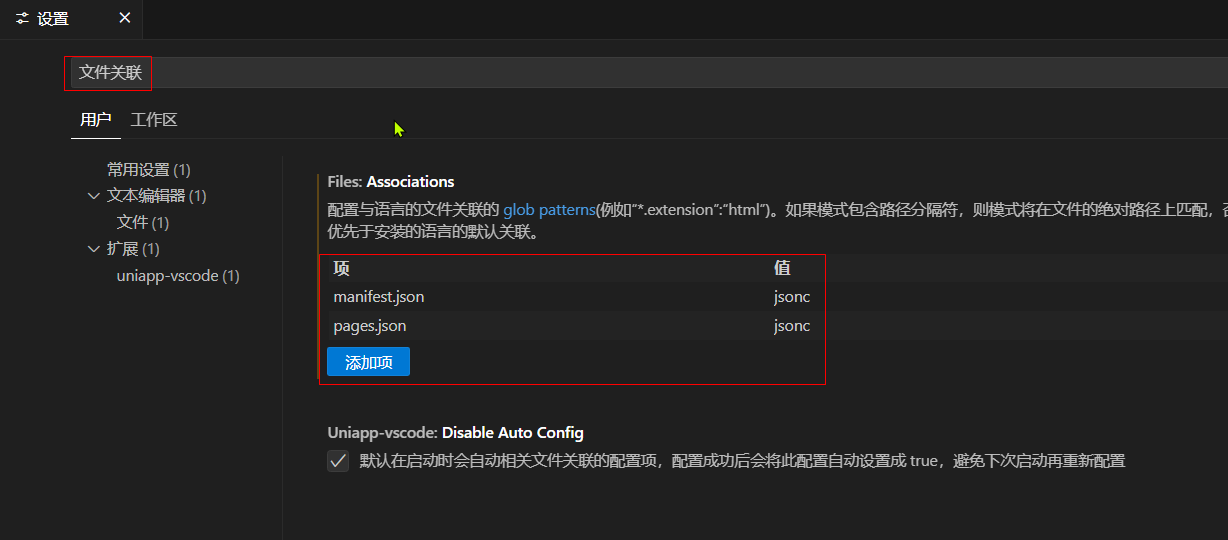 设置
文件关联
用户 工作区
常用设置 (1)
文本编辑器 (1)
文件 (1)
扩展 (1)
uniapp-vscode (1)
Files: Associations
配置与语言的文件关联的 glob patterns(例如“*.extension”:“html”)。如果模式包含路径分隔符，则模式将在文件的绝对路径上匹配，
优先于安装的语言的默认关联。
项 值
manifest.json jsonc
pages.json jsonc
添加项
Uniapp-vscode: Disable Auto Config
默认在启动时会自动相关文件关联的配置项，配置成功后会将此配置自动设置成 true，避免下次启动再重新配置